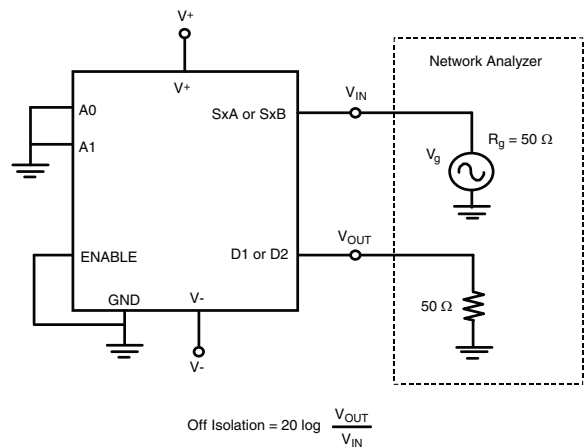 V+
Network Analyzer
V+
A0
SxA or SxB
VIN
A1
Vg
Rg = 50 Ω
ENABLE
D1 or D2
VOUT
GND
V-
50 Ω
V-
Off Isolation = 20 log VOUT
VIN